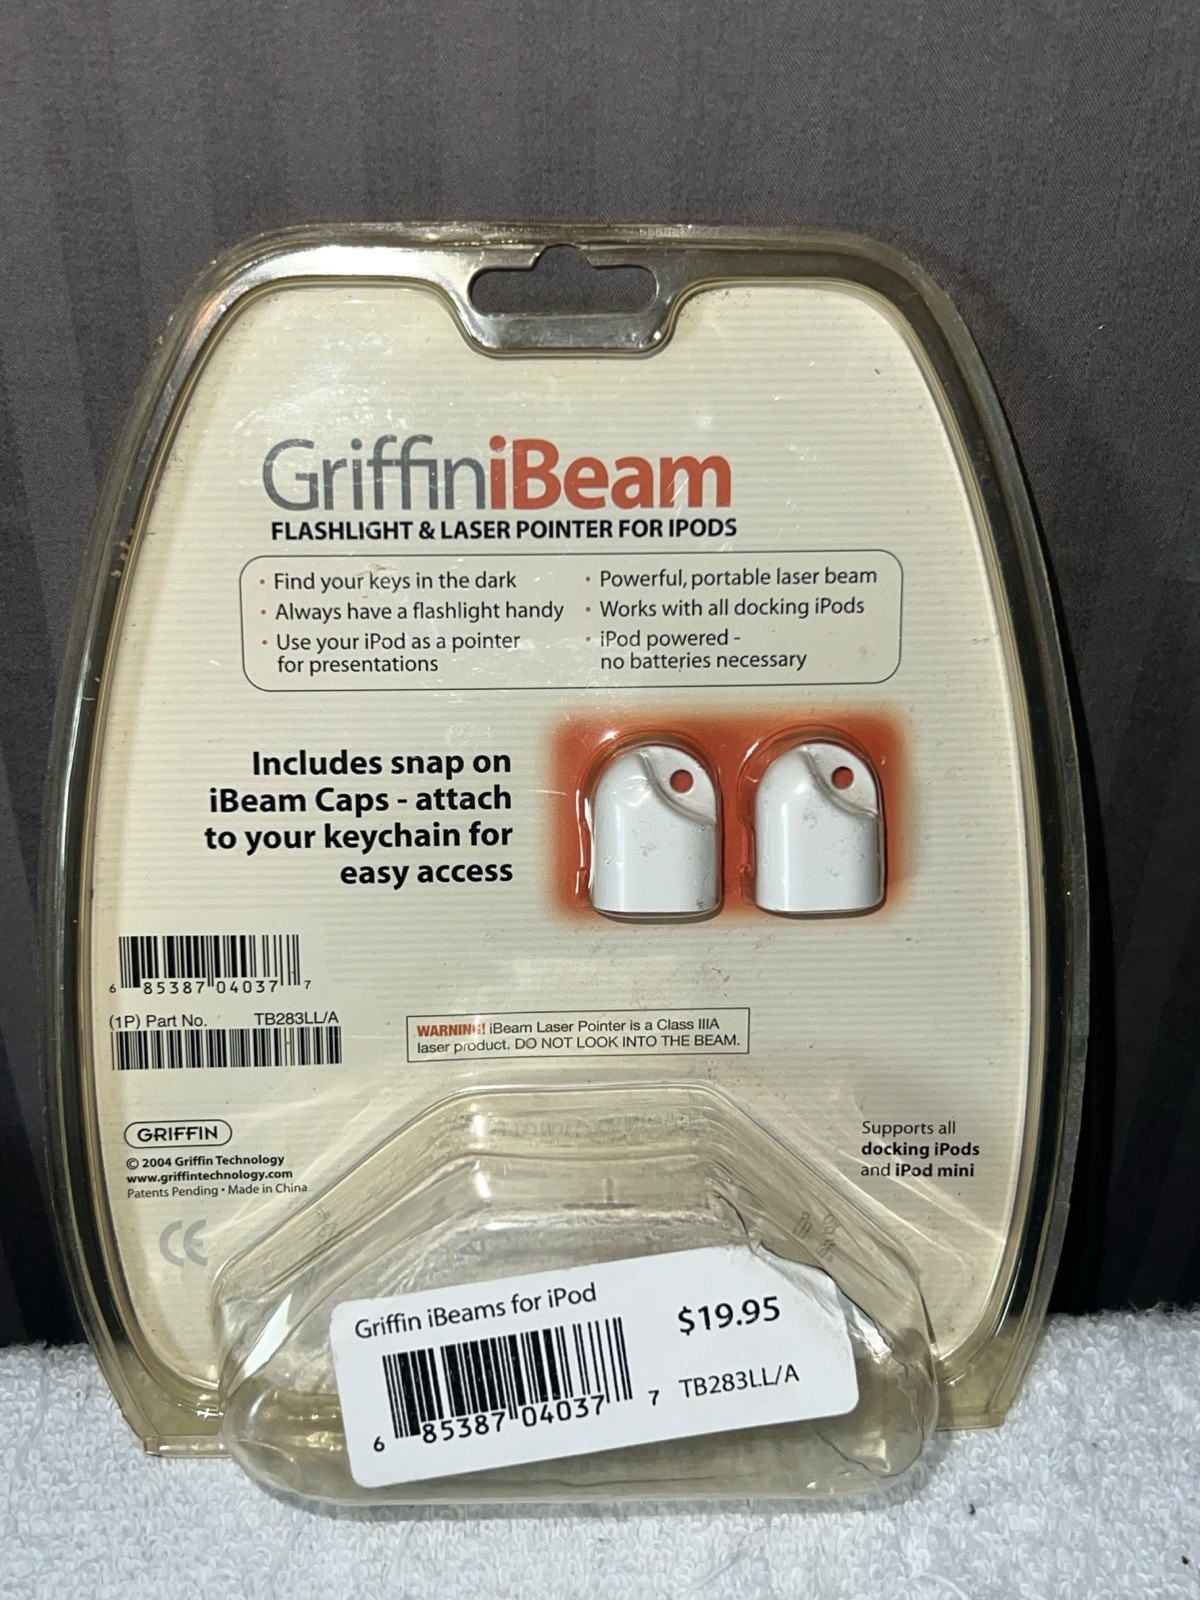 GriffiniBeam
FLASHLIGHT & LASER POINTER FOR IPODS
• Find your keys in the dark
• Always have a flashlight handy
• Use your iPod as a pointer
for presentations
• Powerful, portable laser beam
• Works with all docking iPods
• iPod powered -
no batteries necessary
Includes snap on
iBeam Caps - attach
to your keychain for
easy access
6 85387 04037 7
(1P) Part No. TB283LL/A
WARNING! iBeam Laser Pointer is a Class IIIA
laser product. DO NOT LOOK INTO THE BEAM.
GRIFFIN
© 2004 Griffin Technology
www.griffintechnology.com
Patents Pending • Made in China
CE
Supports all
docking iPods
and iPod mini
Griffin iBeams for iPod
$19.95
6 85387 04037 7
TB283LL/A